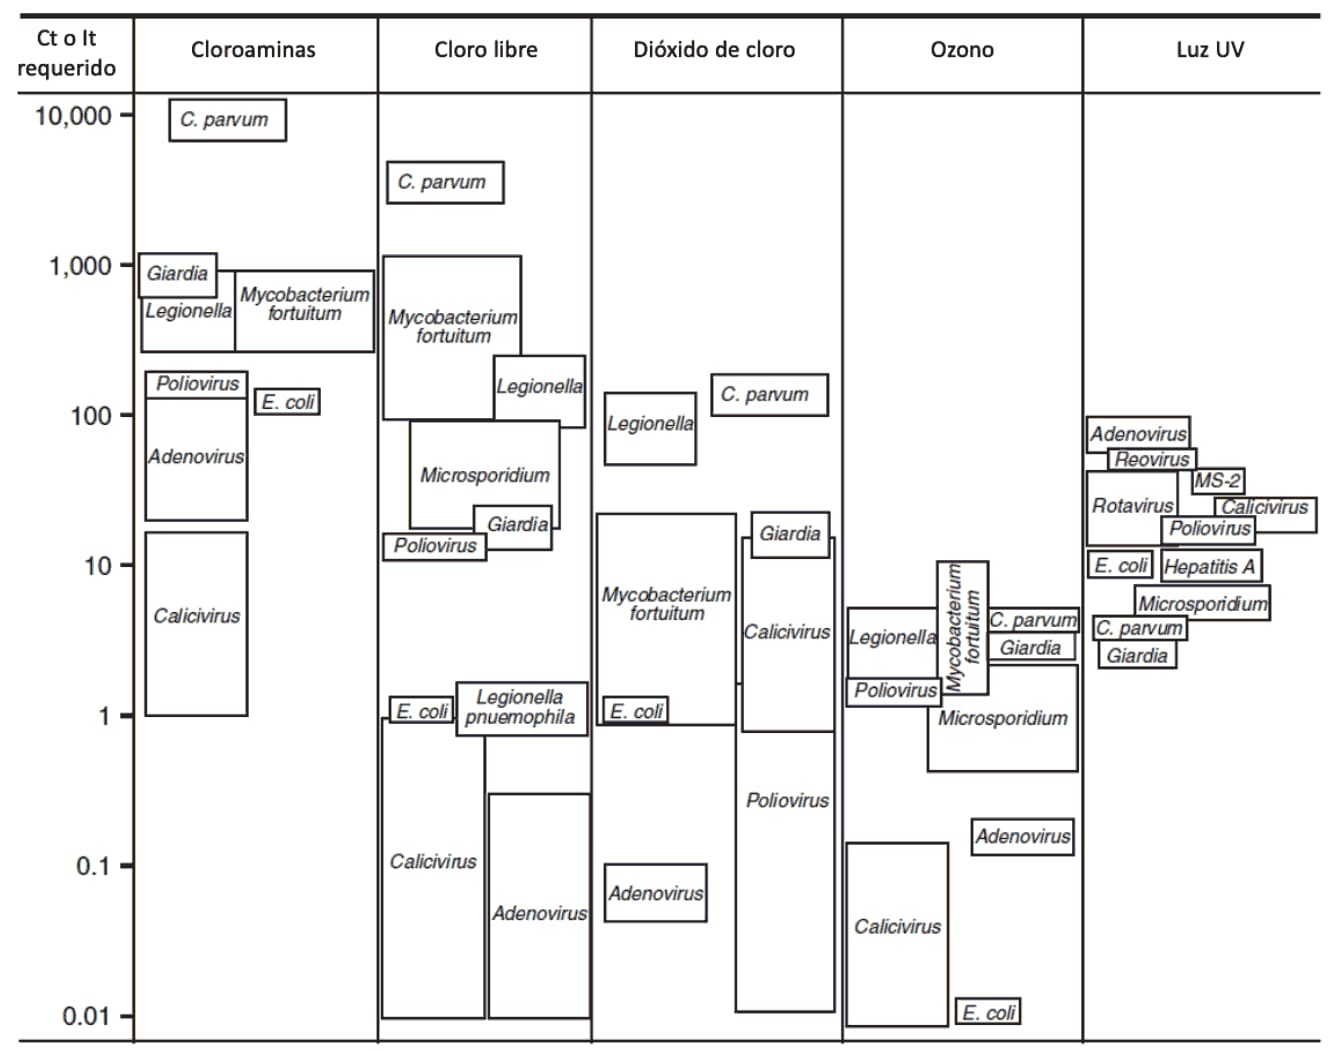 Ct o It
requerido
Cloroaminas
Cloro libre
Dióxido de cloro
Ozono
Luz UV
10,000
1,000
100
10
1
0.1
0.01
C. parvum
Giardia
Legionella
Mycobacterium
fortuitum
Poliovirus
E. coli
Adenovirus
Calicivirus
C. parvum
Mycobacterium
fortuitum
Legionella
Microsporidium
Giardia
Poliovirus
E. coli
Legionella
pnuemophila
Calicivirus
Adenovirus
C. parvum
Legionella
Giardia
Mycobacterium
fortuitum
Calicivirus
E. coli
Poliovirus
Adenovirus
Mycobacterium
fortuitum
Legionella
C. parvum
Giardia
Poliovirus
Microsporidium
Adenovirus
Calicivirus
E. coli
Adenovirus
Reovirus
MS-2
Rotavirus
Calicivirus
Poliovirus
E. coli
Hepatitis A
Microsporidium
C. parvum
Giardia